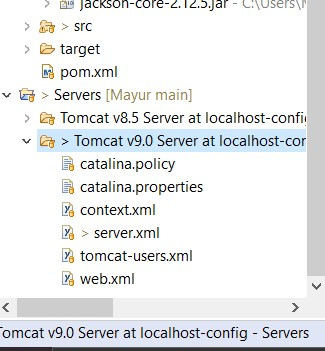 jackson-core-2.12.5.jar - C:\Users\
> src
target
pom.xml
> Servers [Mayur main]
Tomcat v8.5 Server at localhost-config
> Tomcat v9.0 Server at localhost-con
catalina.policy
catalina.properties
context.xml
> server.xml
tomcat-users.xml
web.xml
Tomcat v9.0 Server at localhost-config - Servers